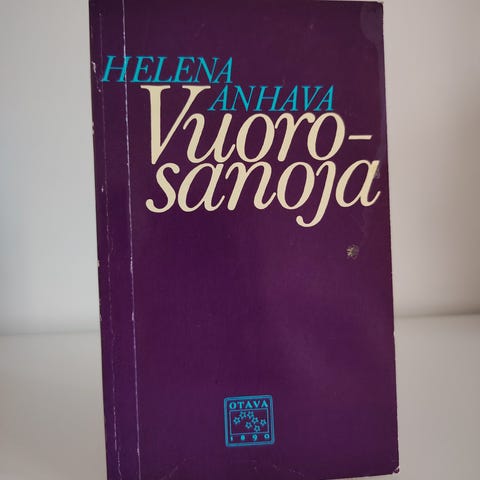 HELENA
ANHAVA
Vuoro-
sanoja
OTAVA
1890